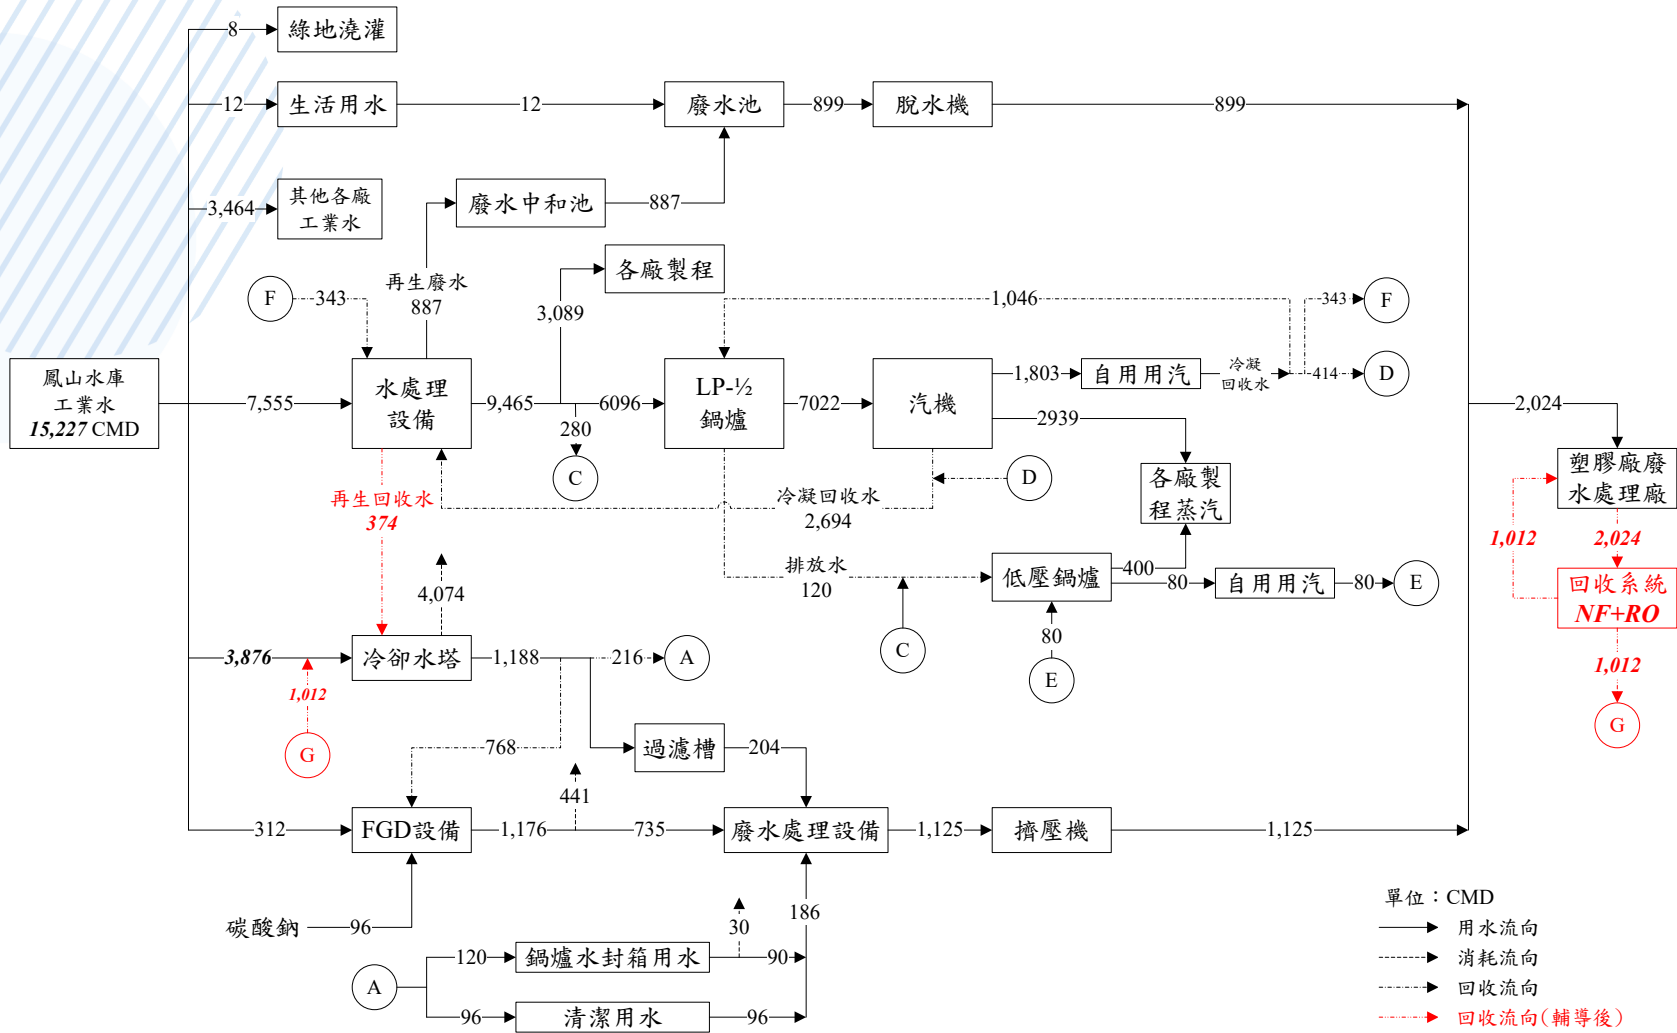 8
綠地澆灌
12
生活用水
12
廢水池
899
脫水機
899
3,464
其他各廠
工業水
廢水中和池
887
各廠製程
再生廢水
887
F
343
3,089
1,046
343
F
鳳山水庫
工業水
15,227 CMD
7,555
水處理
設備
9,465
6096
280
C
LP-½
鍋爐
7022
汽機
1,803
自用用汽
冷凝
回收水
414
D
2939
2,024
塑膠廠廢
水處理廠
再生回收水
374
冷凝回收水
2,694
D
各廠製
程蒸汽
1,012
2,024
4,074
排放水
120
低壓鍋爐
400
80
自用用汽
80
E
回收系統
NF+RO
3,876
冷卻水塔
1,188
216
A
C
80
E
1,012
G
1,012
G
768
過濾槽
204
441
312
FGD設備
1,176
735
廢水處理設備
1,125
擠壓機
1,125
碳酸鈉
96
30
186
A
120
鍋爐水封箱用水
90
96
清潔用水
96
單位：CMD
用水流向
消耗流向
回收流向
回收流向(輔導後)